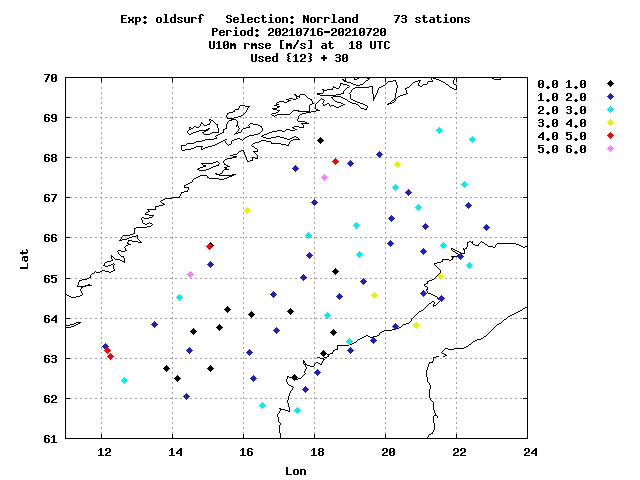 Exp: oldsurf   Selection: Norrland     73 stations
Period: 20210716-20210720
U10m rmse [m/s] at  18 UTC
Used {12} + 30
70
69
68
67
66
65
64
63
62
61
Lat
12 14 16 18 20 22 24
Lon
0.0 1.0
1.0 2.0
2.0 3.0
3.0 4.0
4.0 5.0
5.0 6.0